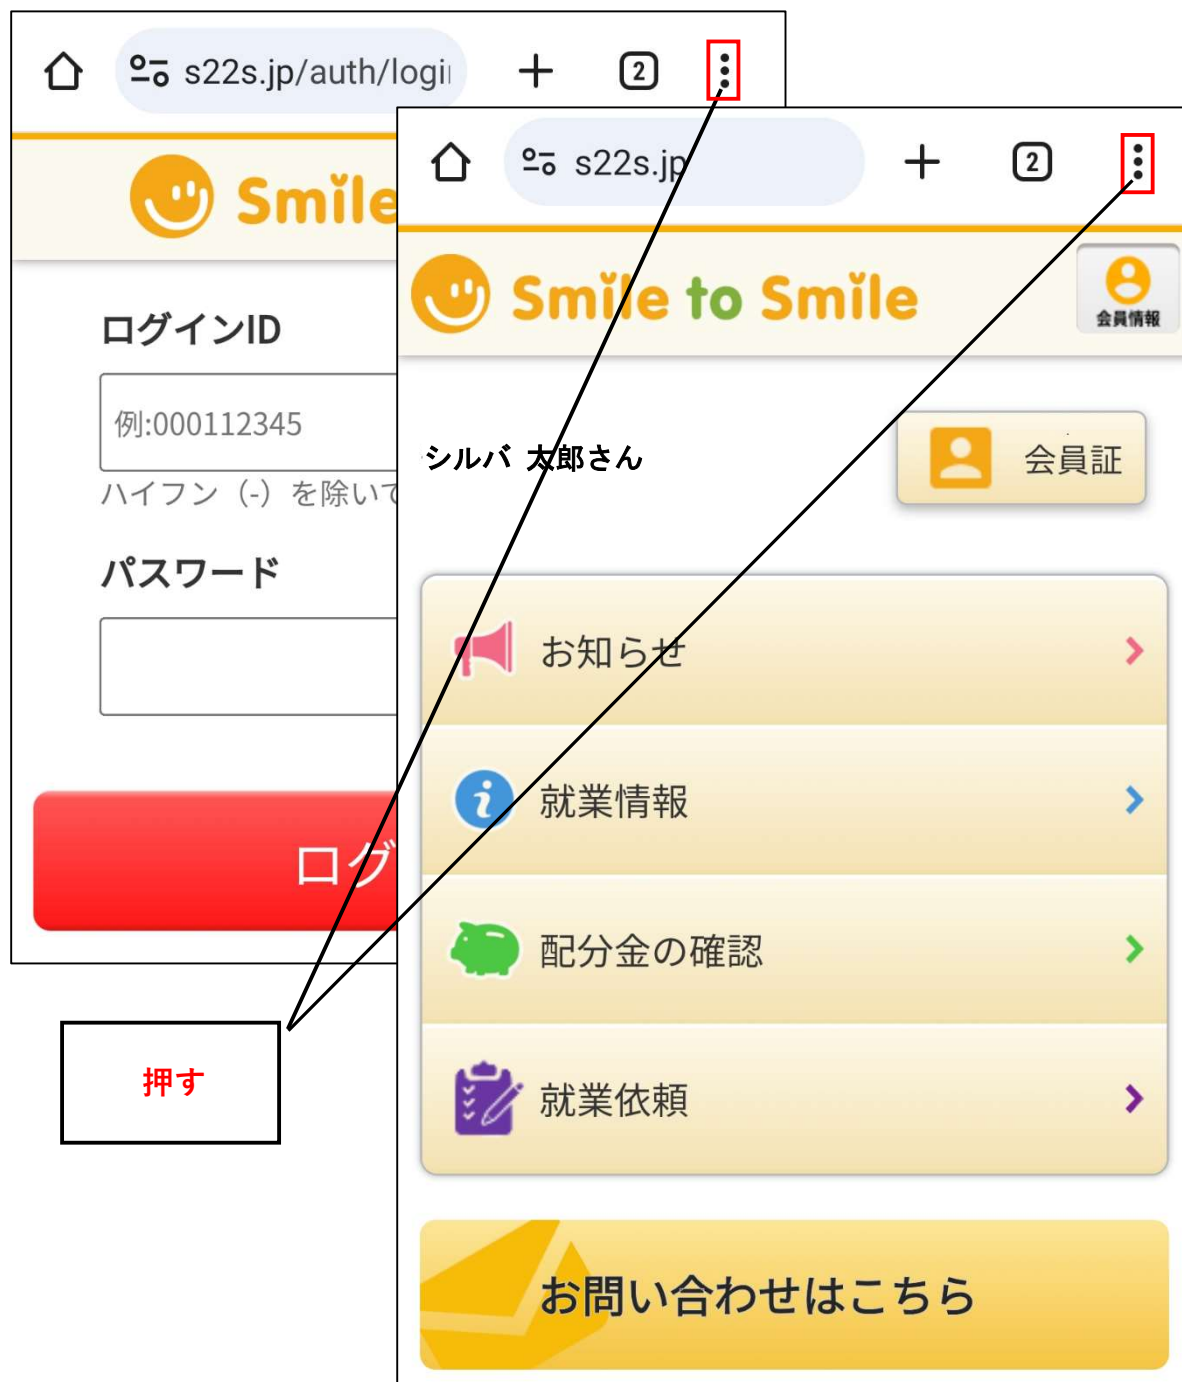 s22s.jp/auth/logi
2
Smile
ログインID
例:000112345
ハイフン（-）を除いて
パスワード
ログ
押す
s22s.jp
2
Smile to Smile
会員情報
シルバ 太郎さん
会員証
お知らせ
就業情報
配分金の確認
就業依頼
お問い合わせはこちら